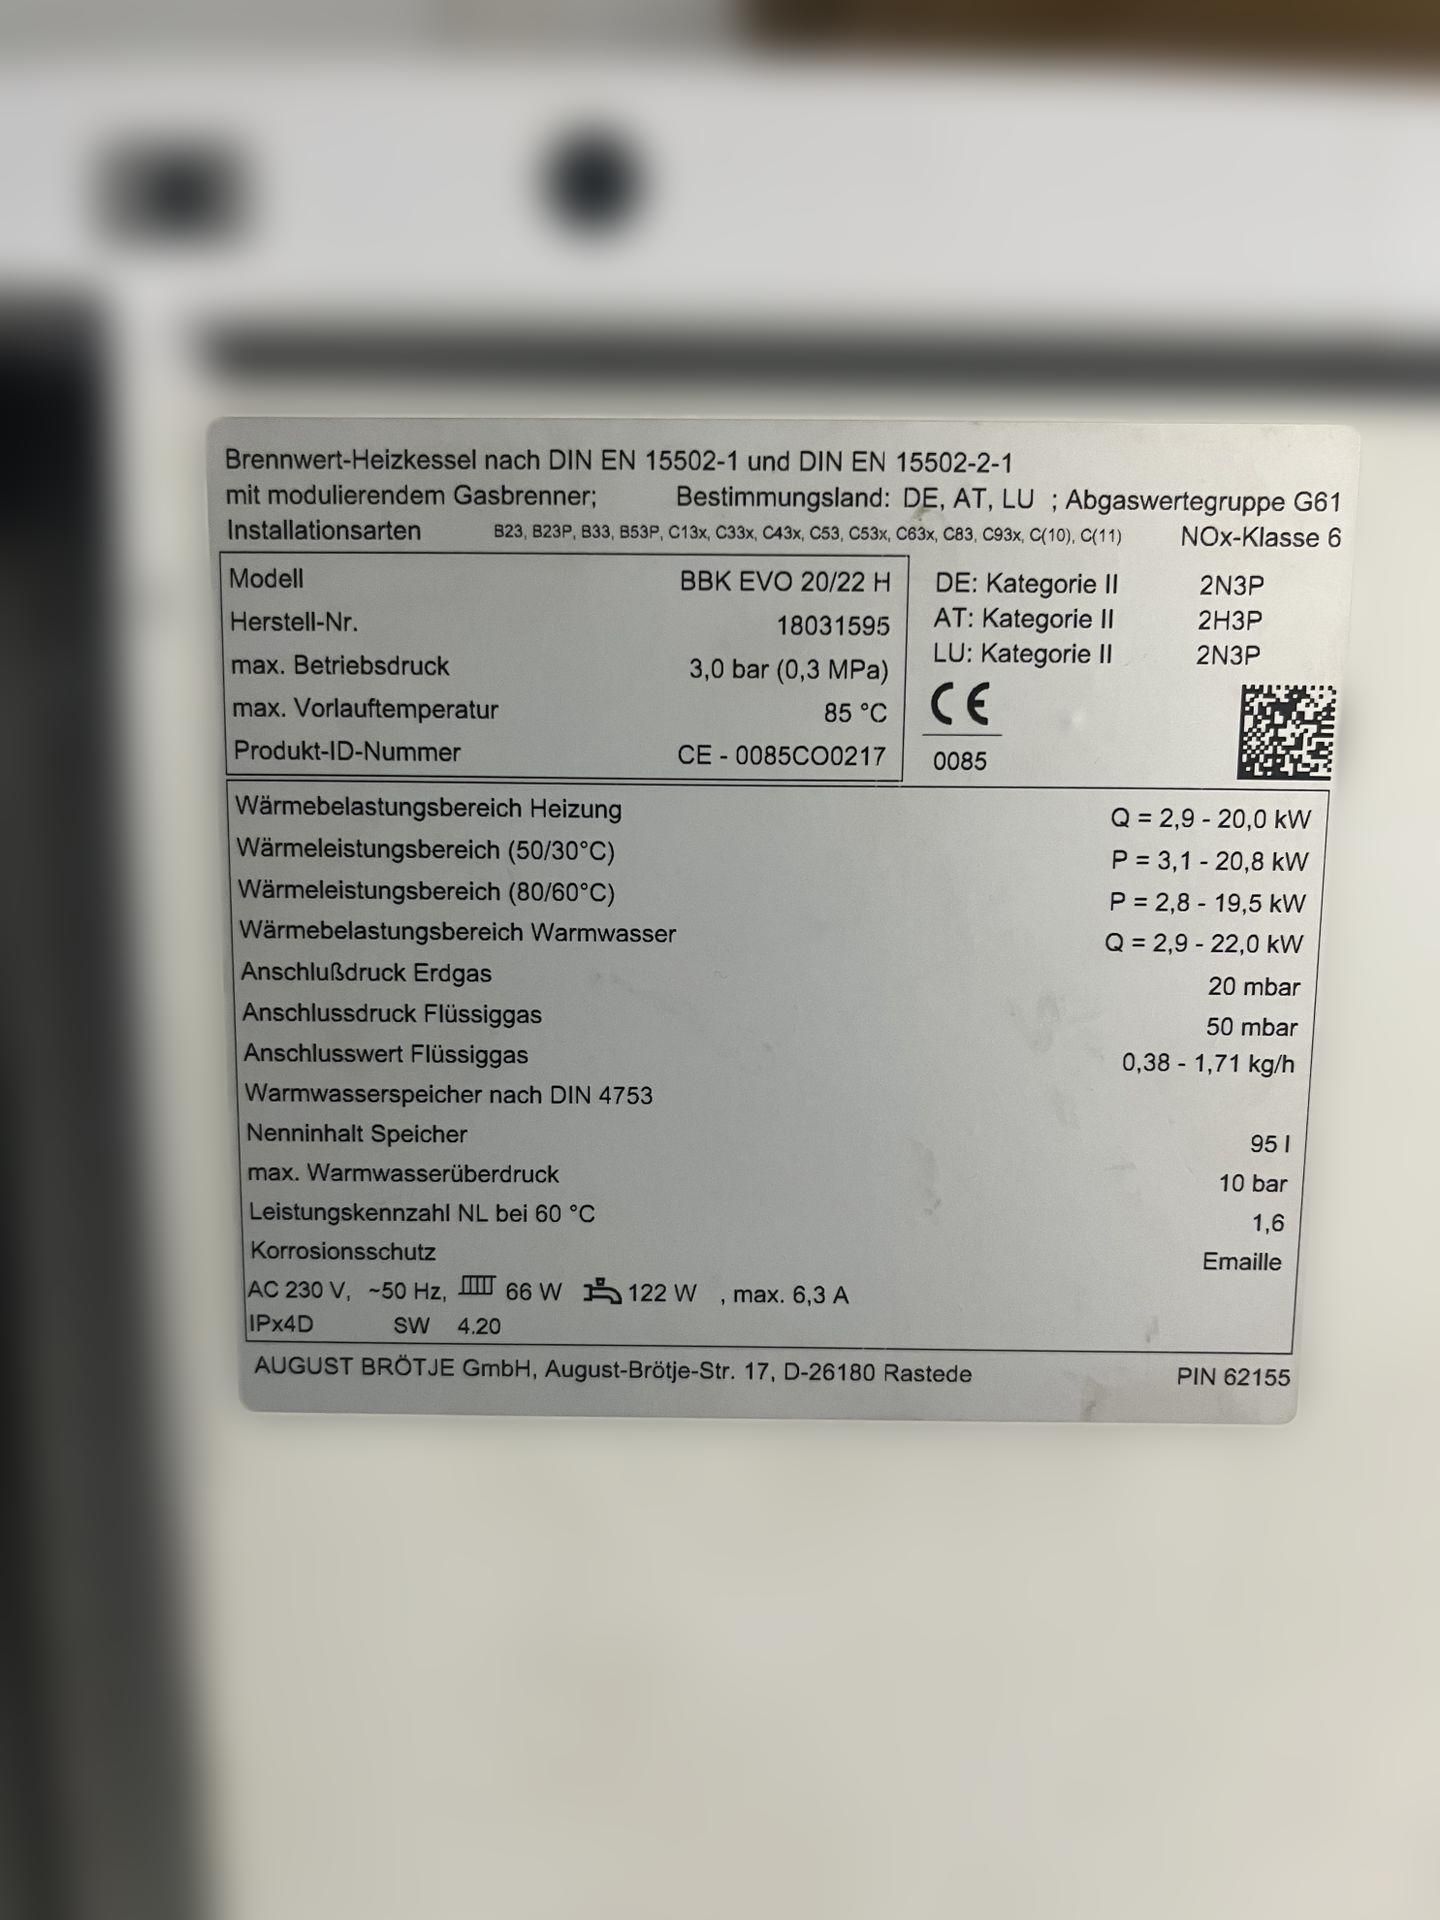 Brennwert-Heizkessel nach DIN EN 15502-1 und DIN EN 15502-2-1
mit modulierendem Gasbrenner; Bestimmungsland: DE, AT, LU ; Abgaswertegruppe G61
Installationsarten B23, B23P, B33, B53P, C13x, C33x, C43x, C53, C53x, C63x, C83, C93x, C(10), C(11) NOx-Klasse 6
Modell BBK EVO 20/22 H
Herstell-Nr. 18031595
max. Betriebsdruck 3,0 bar (0,3 MPa)
max. Vorlauftemperatur 85 °C
Produkt-ID-Nummer CE - 0085CO0217
DE: Kategorie II 2N3P
AT: Kategorie II 2H3P
LU: Kategorie II 2N3P
CE
0085
Wärmebelastungsbereich Heizung Q = 2,9 - 20,0 kW
Wärmeleistungsbereich (50/30°C) P = 3,1 - 20,8 kW
Wärmeleistungsbereich (80/60°C) P = 2,8 - 19,5 kW
Wärmebelastungsbereich Warmwasser Q = 2,9 - 22,0 kW
Anschlußdruck Erdgas 20 mbar
Anschlussdruck Flüssiggas 50 mbar
Anschlusswert Flüssiggas 0,38 - 1,71 kg/h
Warmwasserspeicher nach DIN 4753
Nenninhalt Speicher 95 l
max. Warmwasserüberdruck 10 bar
Leistungskennzahl NL bei 60 °C 1,6
Korrosionsschutz Emaille
AC 230 V, ~50 Hz, 66 W 122 W , max. 6,3 A
IPx4D SW 4.20
AUGUST BRÖTJE GmbH, August-Brötje-Str. 17, D-26180 Rastede PIN 62155